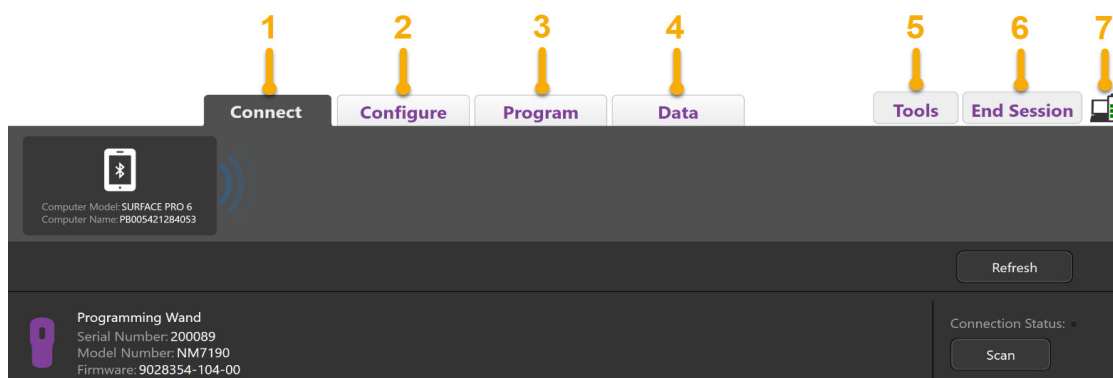 1 2 3 4 5 6 7
Connect Configure Program Data Tools End Session
Computer Model: SURFACE PRO 6
Computer Name: PB005421284053
Refresh
Programming Wand
Serial Number: 200089
Model Number: NM7190
Firmware: 9028354-104-00
Connection Status:
Scan